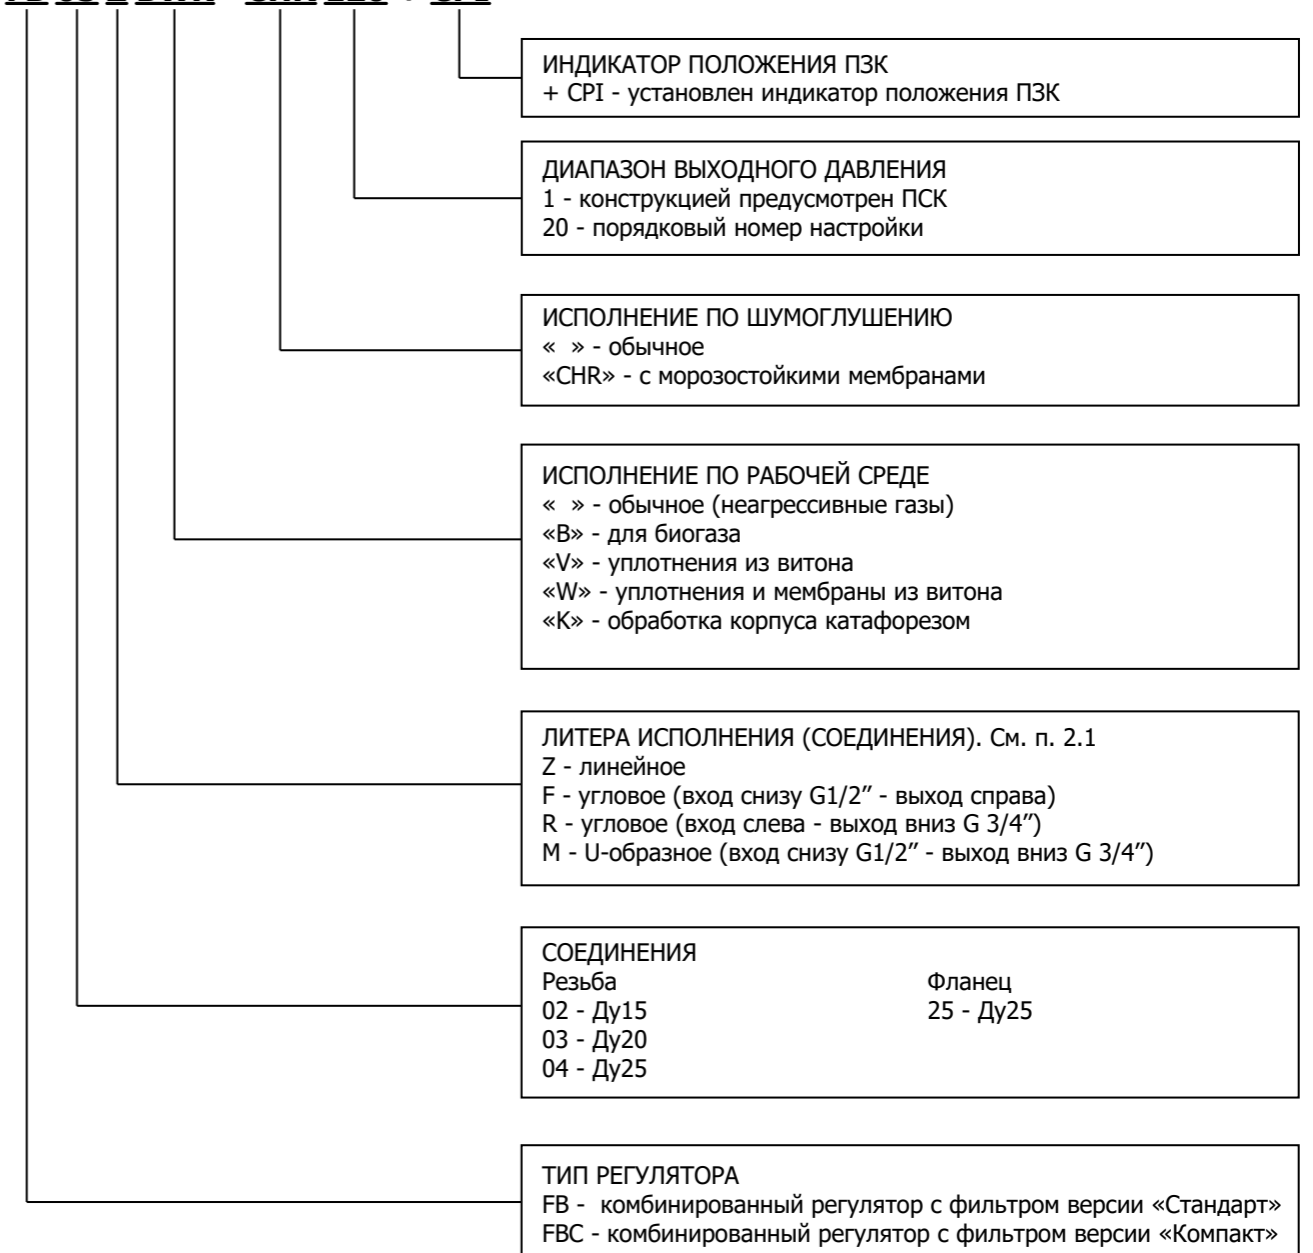 ИНДИКАТОР ПОЛОЖЕНИЯ ПЗК
+ CPI - установлен индикатор положения ПЗК
ДИАПАЗОН ВЫХОДНОГО ДАВЛЕНИЯ
1 - конструкцией предусмотрен ПСК
20 - порядковый номер настройки
ИСПОЛНЕНИЕ ПО ШУМОГЛУШЕНИЮ
«  » - обычное
«CHR» - с морозостойкими мембранами
ИСПОЛНЕНИЕ ПО РАБОЧЕЙ СРЕДЕ
«  » - обычное (неагрессивные газы)
«B» - для биогаза
«V» - уплотнения из витона
«W» - уплотнения и мембраны из витона
«K» - обработка корпуса катафорезом
ЛИТЕРА ИСПОЛНЕНИЯ (СОЕДИНЕНИЯ). См. п. 2.1
Z - линейное
F - угловое (вход снизу G1/2” - выход справа)
R - угловое (вход слева - выход вниз G 3/4”)
M - U-образное (вход снизу G1/2” - выход вниз G 3/4”)
СОЕДИНЕНИЯ
Резьба Фланец
02 - Ду15 25 - Ду25
03 - Ду20
04 - Ду25
ТИП РЕГУЛЯТОРА
FB -  комбинированный регулятор с фильтром версии «Стандарт»
FBC - комбинированный регулятор с фильтром версии «Компакт»